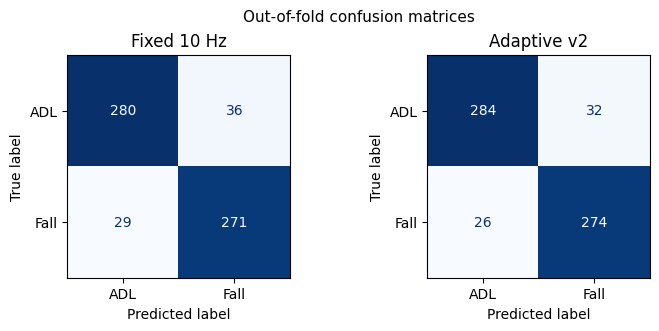 Out-of-fold confusion matrices
Fixed 10 Hz
ADL 280 36
Fall 29 271
True label
ADL Fall
Predicted label
Adaptive v2
ADL 284 32
Fall 26 274
True label
ADL Fall
Predicted label